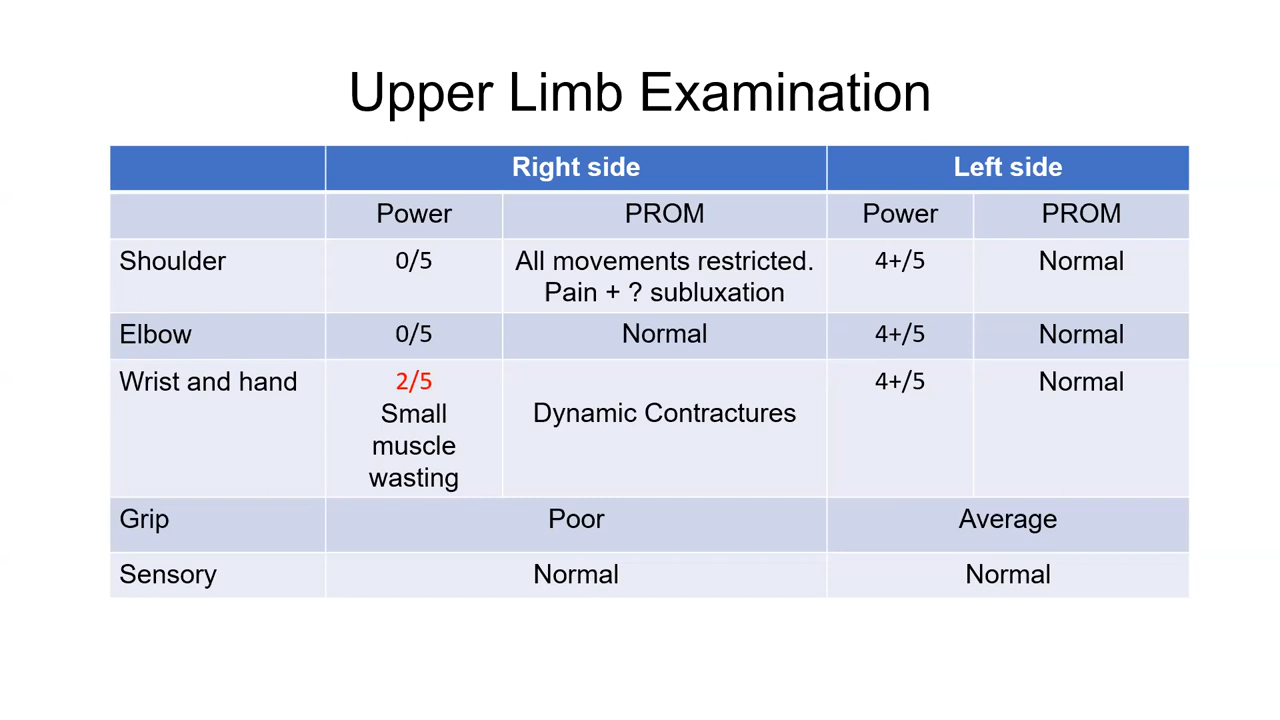 Upper Limb Examination
Right side Left side
Power PROM Power PROM
Shoulder 0/5 All movements restricted. 4+/5 Normal
Pain + ? subluxation
Elbow 0/5 Normal 4+/5 Normal
Wrist and hand 2/5 4+/5 Normal
Small Dynamic Contractures
muscle
wasting
Grip Poor Average
Sensory Normal Normal